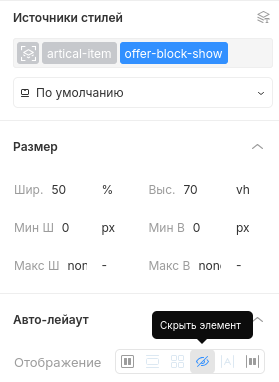 Источники стилей
artical-item offer-block-show
По умолчанию
Размер
Шир. 50 % Выс. 70 vh
Мин Ш 0 px Мин В 0 px
Макс Ш non - Макс В non -
Авто-лейаут
Скрыть элемент
Отображение